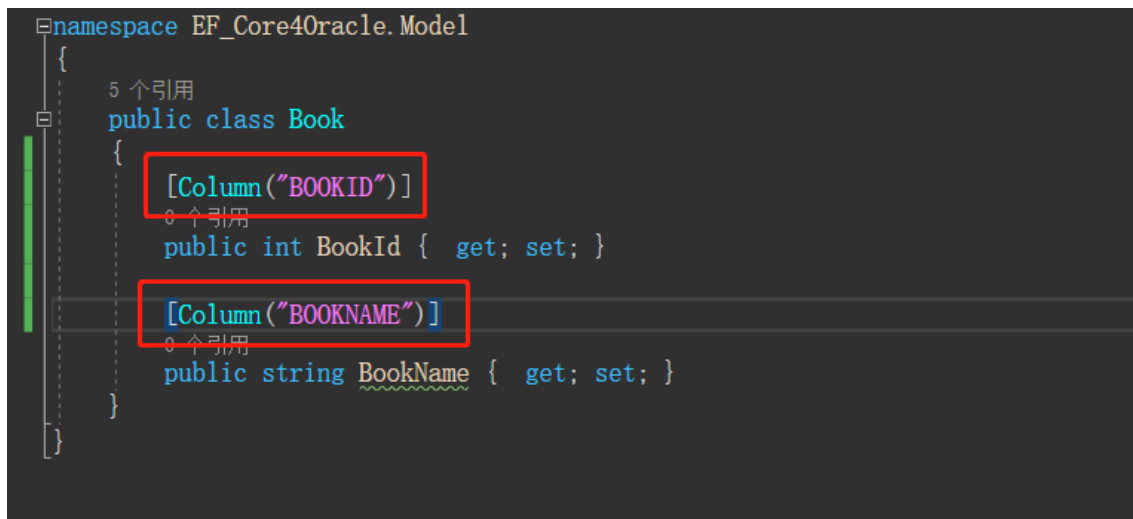 namespace EF_Core4Oracle.Model
{
5 个引用
public class Book
{
[Column("BOOKID")]
0 个引用
public int BookId { get; set; }
[Column("BOOKNAME")]
0 个引用
public string BookName { get; set; }
}
}